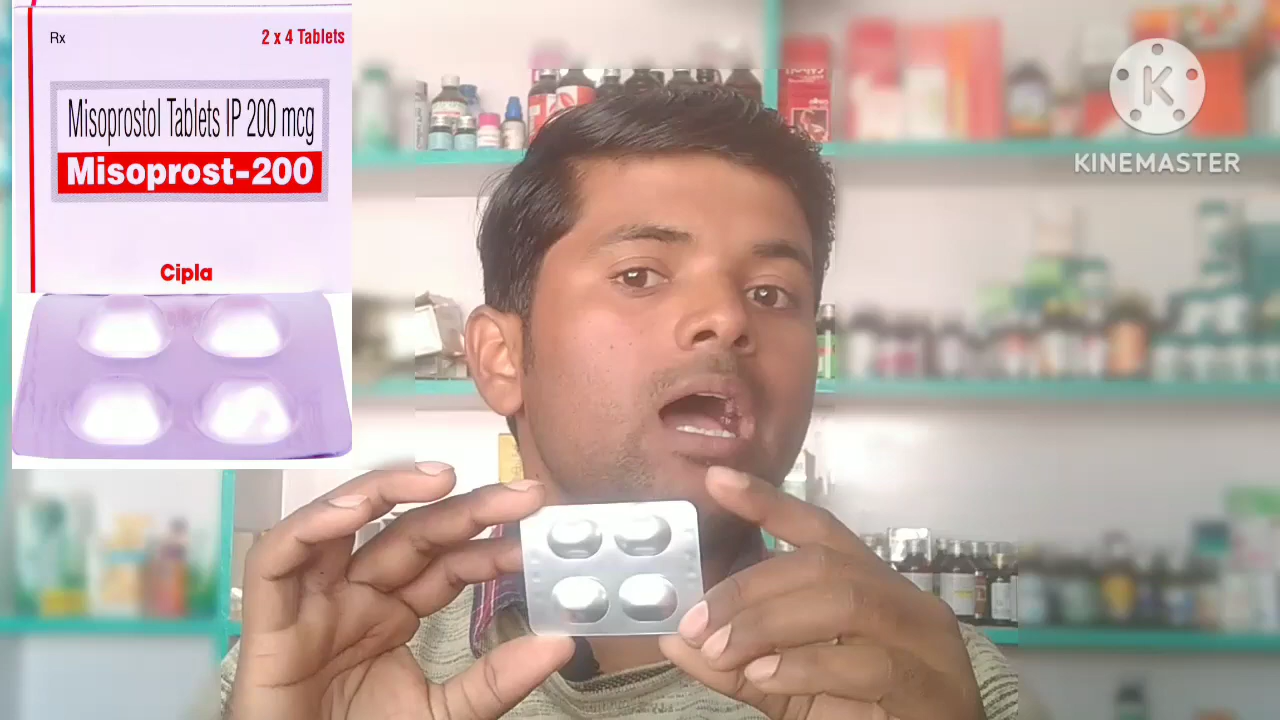 Rx
2 x 4 Tablets
Misoprostol Tablets IP 200 mcg
Misoprost-200
Cipla
K
KINEMASTER